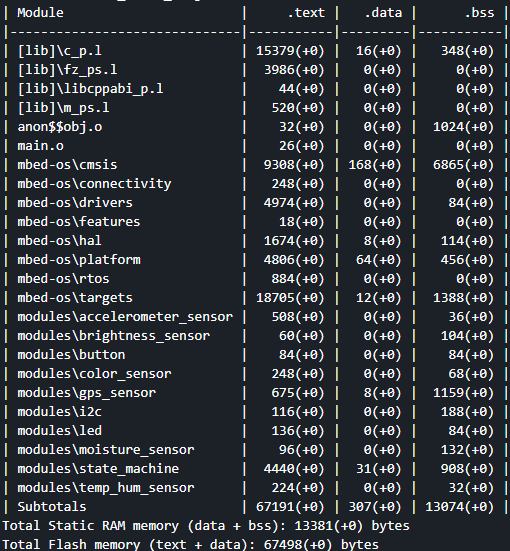 | Module | .text | .data | .bss |
|------------------------------|-----------|---------|-----------|
| [lib]\c_p.l | 15379(+0) | 16(+0) | 348(+0) |
| [lib]\fz_ps.l | 3986(+0) | 0(+0) | 0(+0) |
| [lib]\libcppabi_p.l | 44(+0) | 0(+0) | 0(+0) |
| [lib]\m_ps.l | 520(+0) | 0(+0) | 0(+0) |
| anon$$obj.o | 32(+0) | 0(+0) | 1024(+0) |
| main.o | 26(+0) | 0(+0) | 0(+0) |
| mbed-os\cmsis | 9308(+0) | 168(+0) | 6865(+0) |
| mbed-os\connectivity | 248(+0) | 0(+0) | 0(+0) |
| mbed-os\drivers | 4974(+0) | 0(+0) | 84(+0) |
| mbed-os\features | 18(+0) | 0(+0) | 0(+0) |
| mbed-os\hal | 1674(+0) | 8(+0) | 114(+0) |
| mbed-os\platform | 4806(+0) | 64(+0) | 456(+0) |
| mbed-os\rtos | 884(+0) | 0(+0) | 0(+0) |
| mbed-os\targets | 18705(+0) | 12(+0) | 1388(+0) |
| modules\accelerometer_sensor | 508(+0) | 0(+0) | 36(+0) |
| modules\brightness_sensor | 60(+0) | 0(+0) | 104(+0) |
| modules\button | 84(+0) | 0(+0) | 84(+0) |
| modules\color_sensor | 248(+0) | 0(+0) | 68(+0) |
| modules\gps_sensor | 675(+0) | 8(+0) | 1159(+0) |
| modules\i2c | 116(+0) | 0(+0) | 188(+0) |
| modules\led | 136(+0) | 0(+0) | 84(+0) |
| modules\moisture_sensor | 96(+0) | 0(+0) | 132(+0) |
| modules\state_machine | 4440(+0) | 31(+0) | 908(+0) |
| modules\temp_hum_sensor | 224(+0) | 0(+0) | 32(+0) |
| Subtotals | 67191(+0) | 307(+0) | 13074(+0) |
Total Static RAM memory (data + bss): 13381(+0) bytes
Total Flash memory (text + data): 67498(+0) bytes